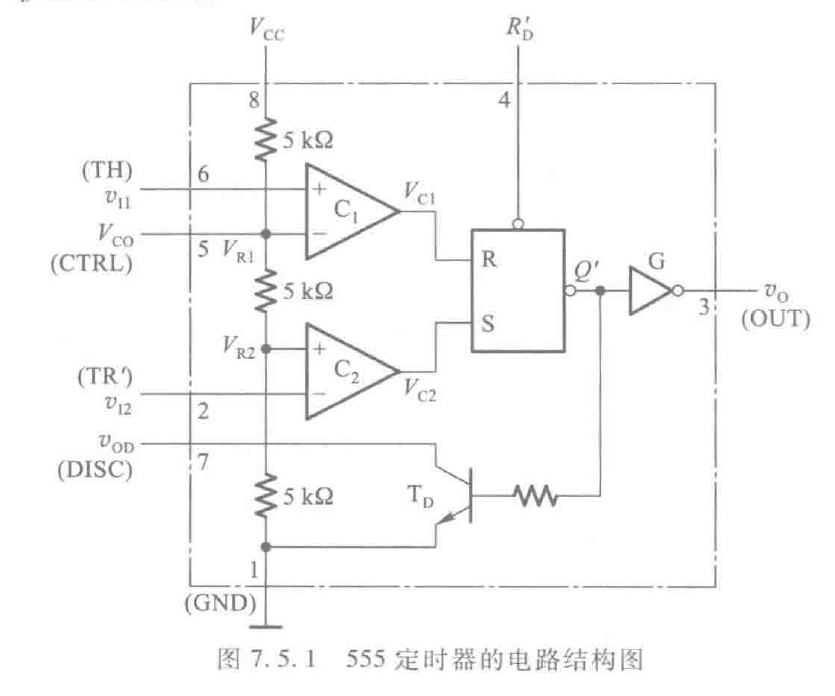 V_CC R'_D
8 4
5 kΩ
(TH) 6
v_I1 + C_1 V_C1
V_CO −
(CTRL) 5 V_R1 R Q' G
5 kΩ v_O
3 (OUT)
S
V_R2 +
(TR') C_2
v_I2 − V_C2
2
v_OD
(DISC) 7
5 kΩ T_D
1
(GND)
图 7.5.1 555 定时器的电路结构图